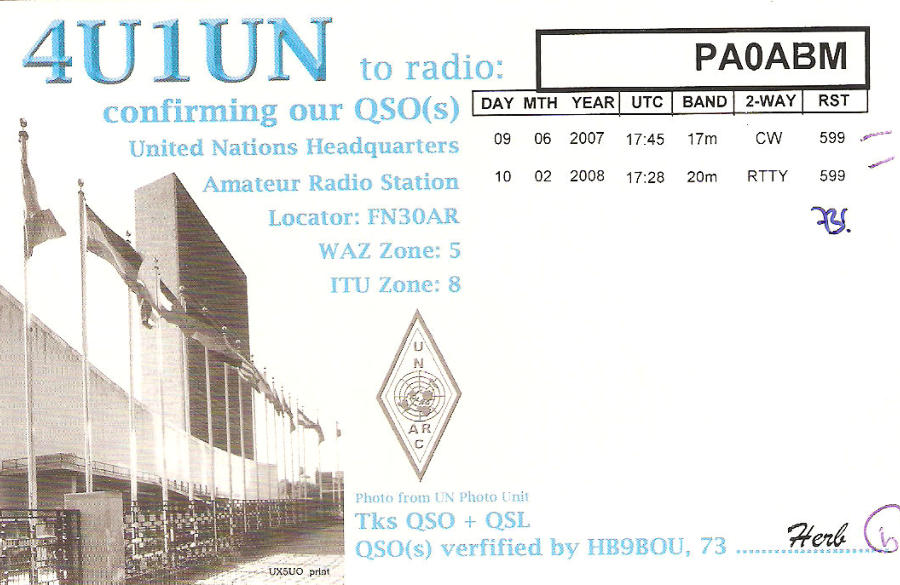 4U1UN to radio: PA0ABM
confirming our QSO(s)
United Nations Headquarters
Amateur Radio Station
Locator: FN30AR
WAZ Zone: 5
ITU Zone: 8
DAY MTH YEAR UTC BAND 2-WAY RST
09 06 2007 17:45 17m CW 599
10 02 2008 17:28 20m RTTY 599
UN
ARC
Photo from UN Photo Unit
Tks QSO + QSL
QSO(s) verfified by HB9BOU, 73 Herb
UX5UO print